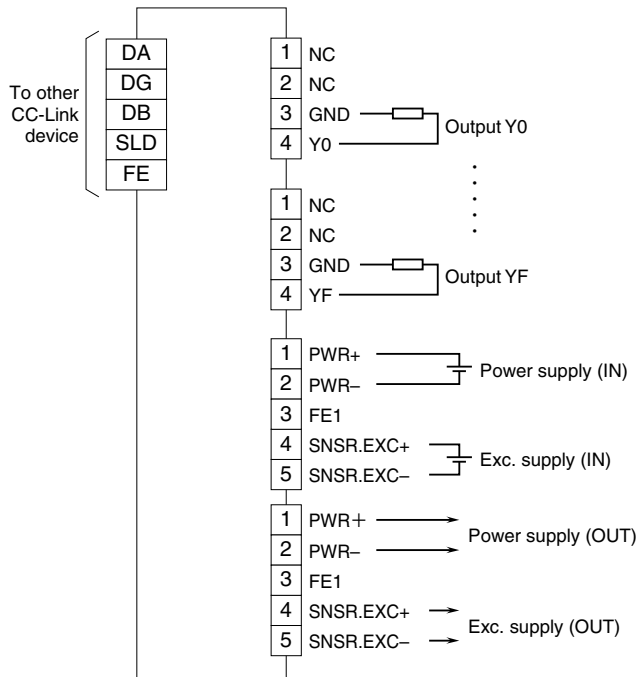 To other
CC-Link
device
DA
DG
DB
SLD
FE
1 NC
2 NC
3 GND
4 Y0
Output Y0
1 NC
2 NC
3 GND
4 YF
Output YF
1 PWR+
2 PWR–
Power supply (IN)
3 FE1
4 SNSR.EXC+
5 SNSR.EXC–
Exc. supply (IN)
1 PWR+
2 PWR–
Power supply (OUT)
3 FE1
4 SNSR.EXC+
5 SNSR.EXC–
Exc. supply (OUT)